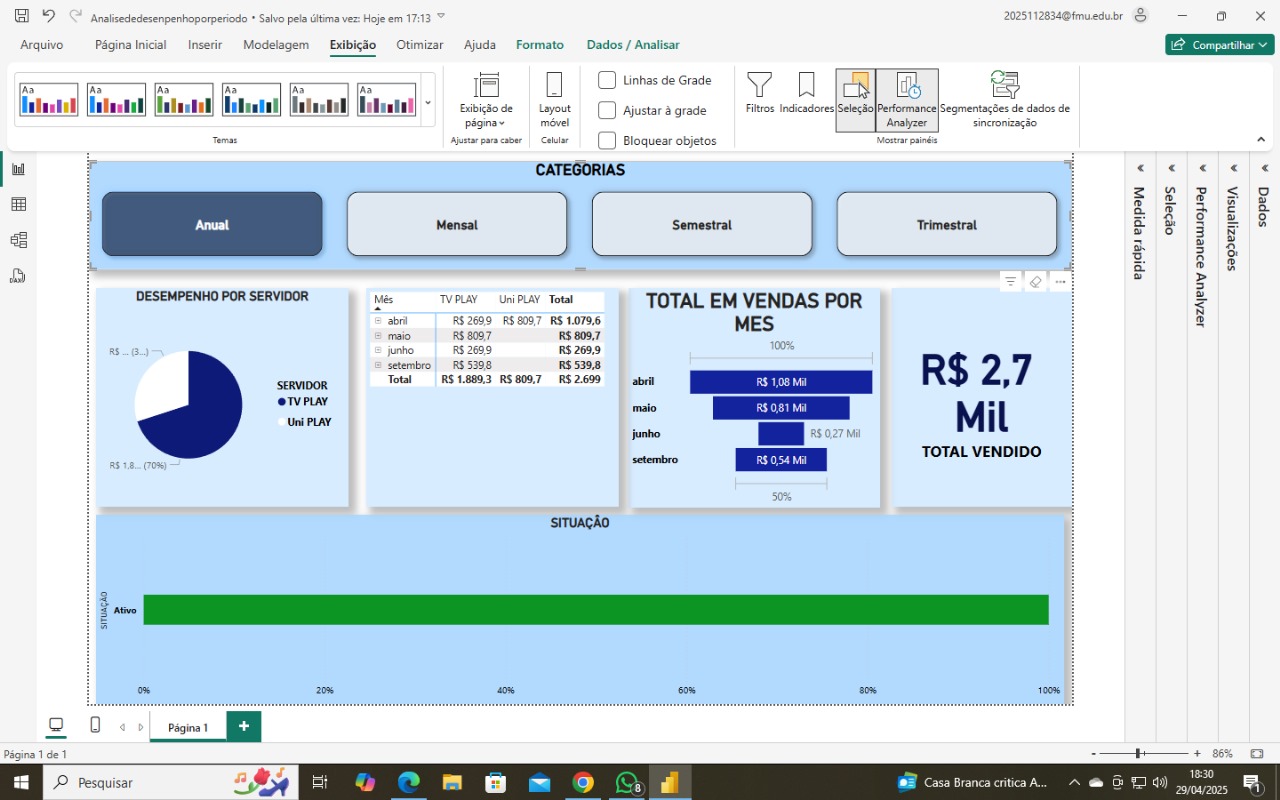 Analisededesenpenhoporperiodo • Salvo pela última vez: Hoje em 17:13
2025112834@fmu.edu.br
Arquivo Página Inicial Inserir Modelagem Exibição Otimizar Ajuda Formato Dados / Analisar Compartilhar
Aa Aa Aa Aa Aa Aa
Temas
Exibição de página
Ajustar para caber
Layout móvel
Celular
Linhas de Grade
Ajustar à grade
Bloquear objetos
Filtros Indicadores Seleção Performance Analyzer Segmentações de dados de sincronização
Mostrar painéis
CATEGORIAS
Anual Mensal Semestral Trimestral
DESEMPENHO POR SERVIDOR
R$ ... (3...)
R$ 1,8... (70%)
SERVIDOR
TV PLAY
Uni PLAY
Mês TV PLAY Uni PLAY Total
abril R$ 269,9 R$ 809,7 R$ 1.079,6
maio R$ 809,7 R$ 809,7
junho R$ 269,9 R$ 269,9
setembro R$ 539,8 R$ 539,8
Total R$ 1.889,3 R$ 809,7 R$ 2.699
TOTAL EM VENDAS POR
MES
100%
abril R$ 1,08 Mil
maio R$ 0,81 Mil
junho R$ 0,27 Mil
setembro R$ 0,54 Mil
50%
R$ 2,7
Mil
TOTAL VENDIDO
SITUAÇÃO
SITUAÇÃO
Ativo
0% 20% 40% 60% 80% 100%
Medida rápida
Seleção
Performance Analyzer
Visualizações
Dados
Página 1
Página 1 de 1
- + 86%
Pesquisar
8
Casa Branca critica A...
18:30
29/04/2025
1